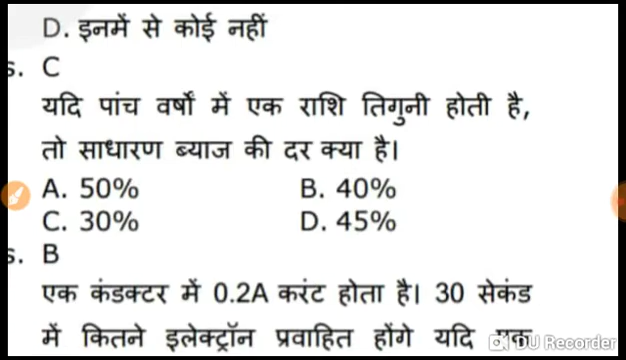 D. इनमें से कोई नहीं
s. C
यदि पांच वर्षों में एक राशि तिगुनी होती है,
तो साधारण ब्याज की दर क्या है।
A. 50% B. 40%
C. 30% D. 45%
s. B
एक कंडक्टर में 0.2A करंट होता है। 30 सेकंड
में कितने इलेक्ट्रॉन प्रवाहित होंगे यदि एक
DU Recorder